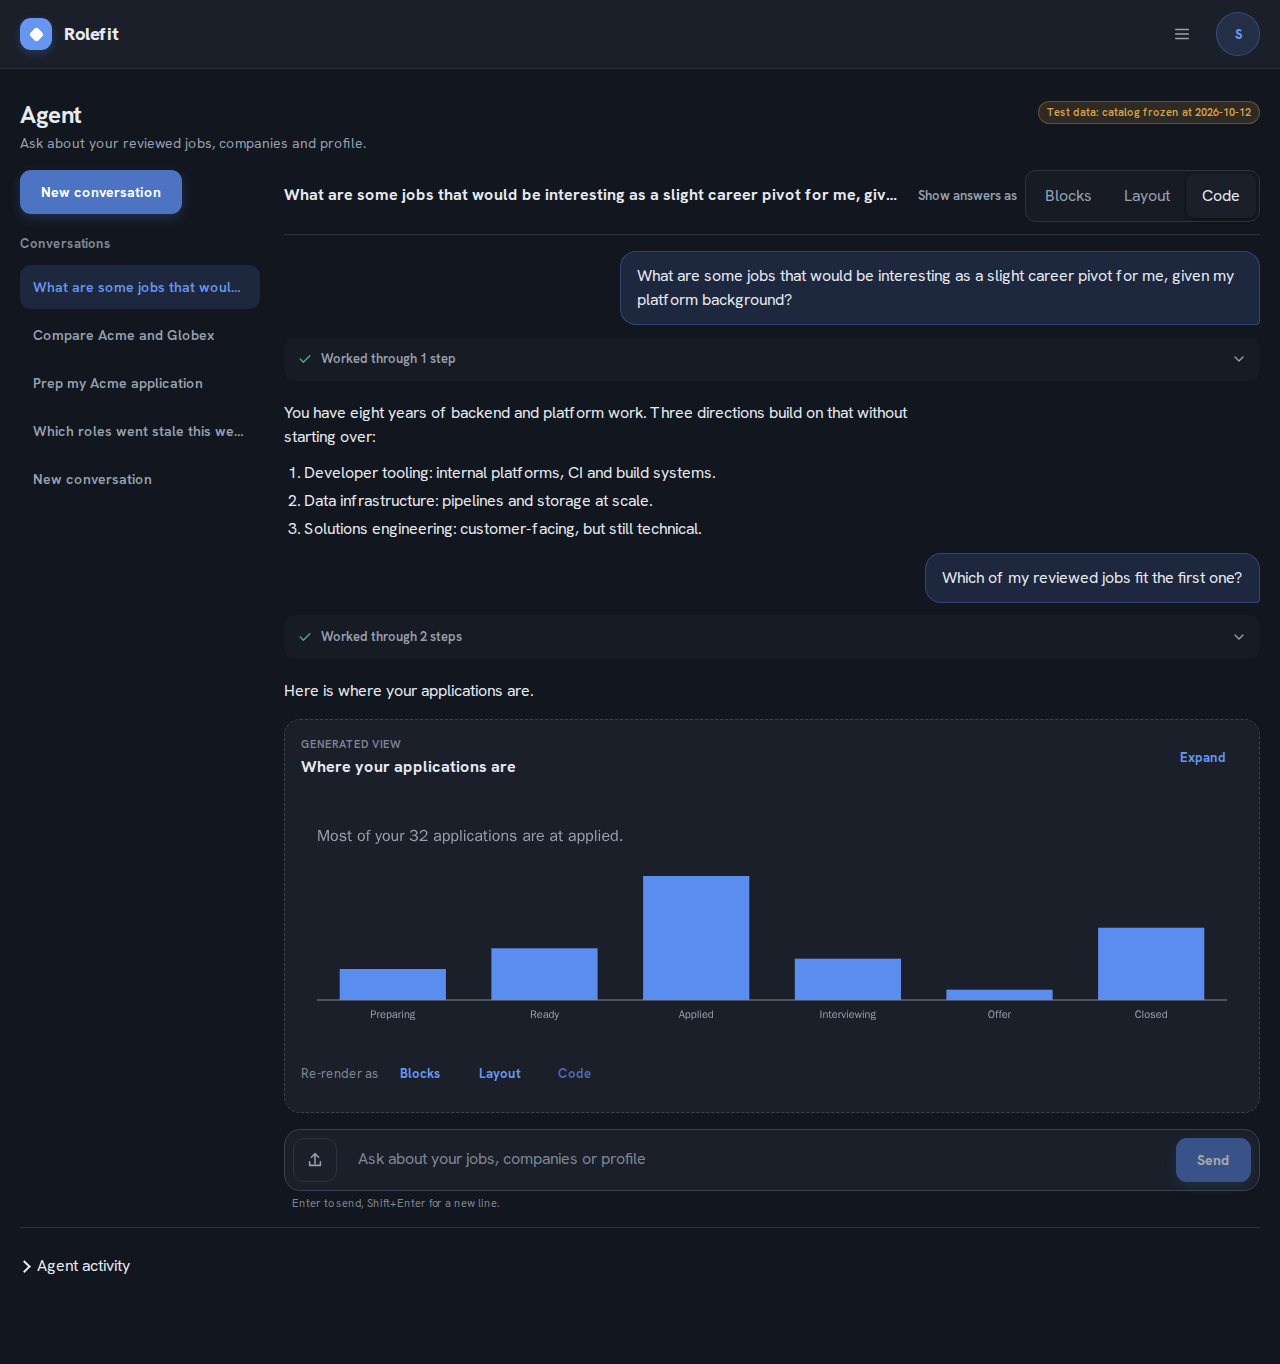 Rolefit
S
Agent
Test data: catalog frozen at 2026-10-12
Ask about your reviewed jobs, companies and profile.
New conversation
Conversations
What are some jobs that woul...
Compare Acme and Globex
Prep my Acme application
Which roles went stale this we...
New conversation
What are some jobs that would be interesting as a slight career pivot for me, giv...
Show answers as
Blocks
Layout
Code
What are some jobs that would be interesting as a slight career pivot for me, given my
platform background?
Worked through 1 step
You have eight years of backend and platform work. Three directions build on that without
starting over:
1. Developer tooling: internal platforms, CI and build systems.
2. Data infrastructure: pipelines and storage at scale.
3. Solutions engineering: customer-facing, but still technical.
Which of my reviewed jobs fit the first one?
Worked through 2 steps
Here is where your applications are.
GENERATED VIEW
Where your applications are
Expand
Most of your 32 applications are at applied.
Preparing
Ready
Applied
Interviewing
Offer
Closed
Re-render as
Blocks
Layout
Code
Ask about your jobs, companies or profile
Send
Enter to send, Shift+Enter for a new line.
Agent activity